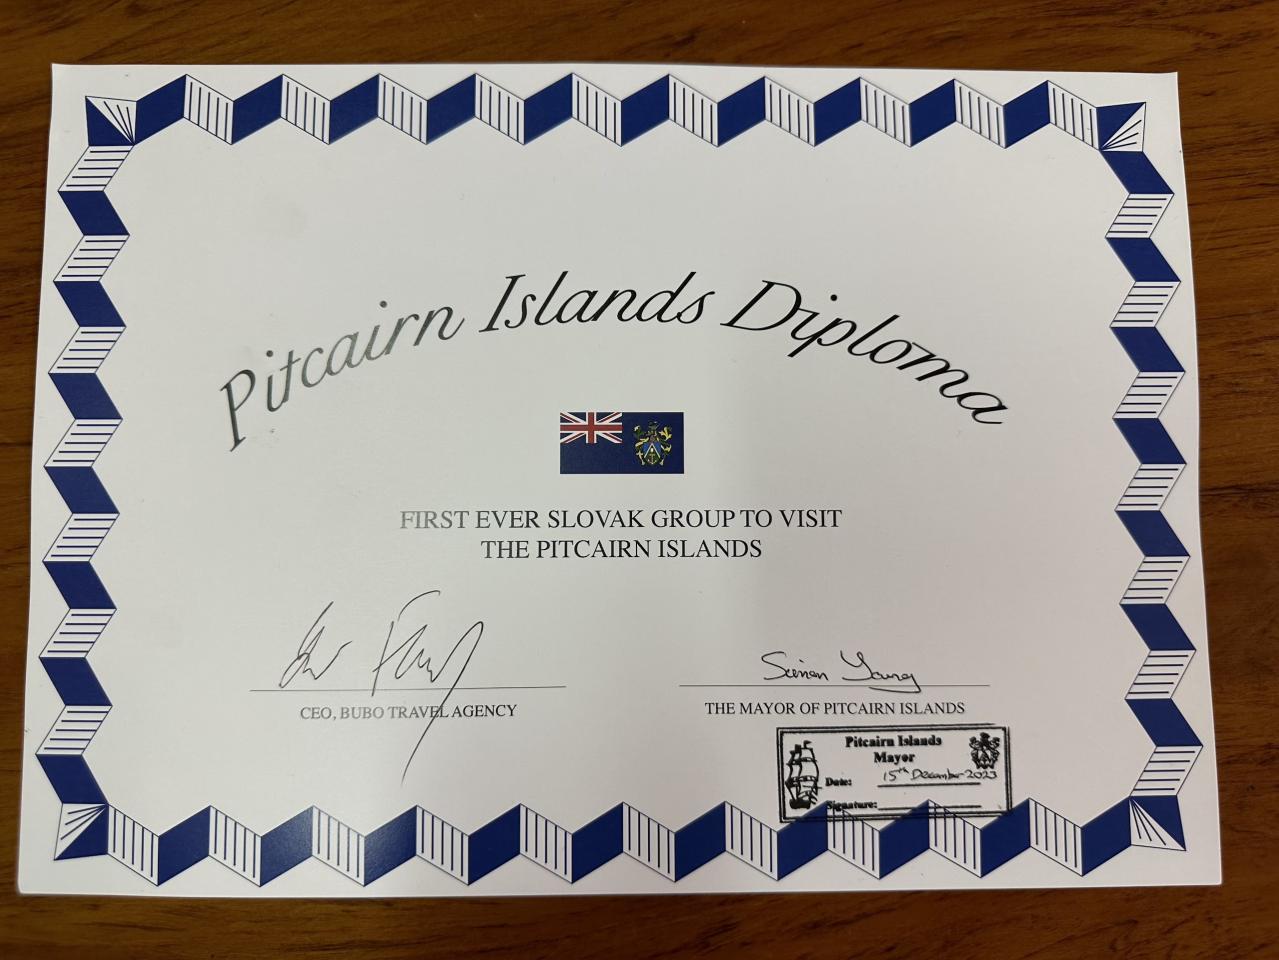 Pitcairn Islands Diploma
FIRST EVER SLOVAK GROUP TO VISIT
THE PITCAIRN ISLANDS
Simon Young
CEO, BUBO TRAVEL AGENCY
THE MAYOR OF PITCAIRN ISLANDS
Pitcairn Islands
Mayor
Date: 15th December 2023
Signature: